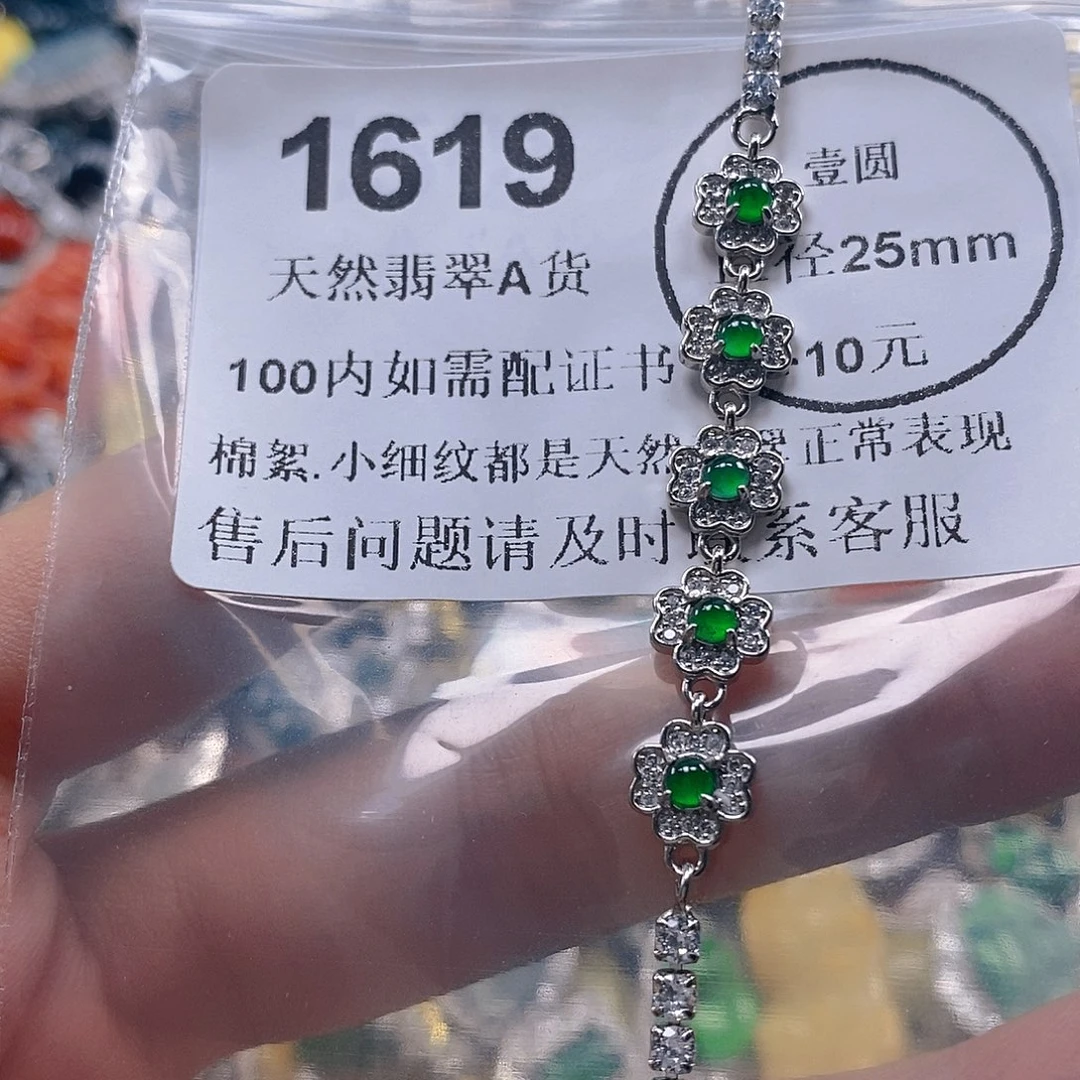 1619
壹圆
天然翡翠A货
径25mm
100内如需配证书 10元
棉絮.小细纹都是天然 翠正常表现
售后问题请及时 系客服